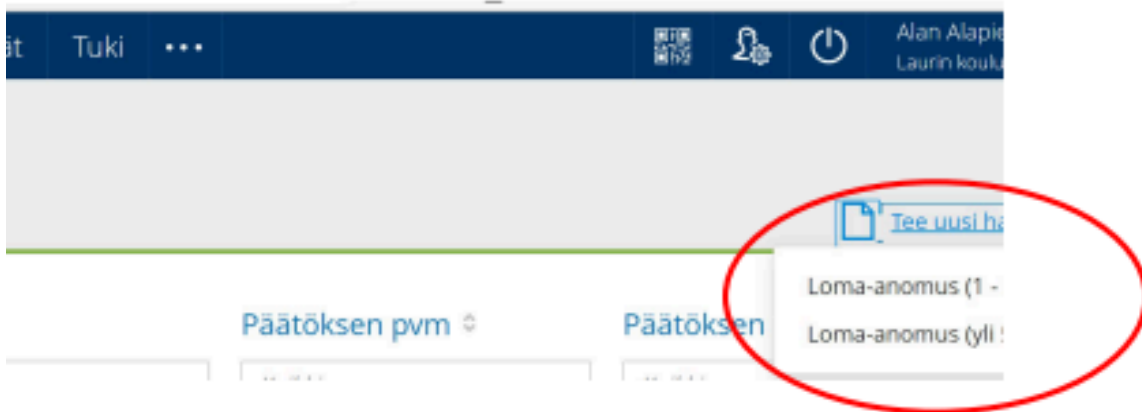 ät Tuki ...
Alan Alapie
Laurin koulu
Tee uusi ha
Loma-anomus (1 -
Päätöksen pvm Päätöksen
Loma-anomus (yli